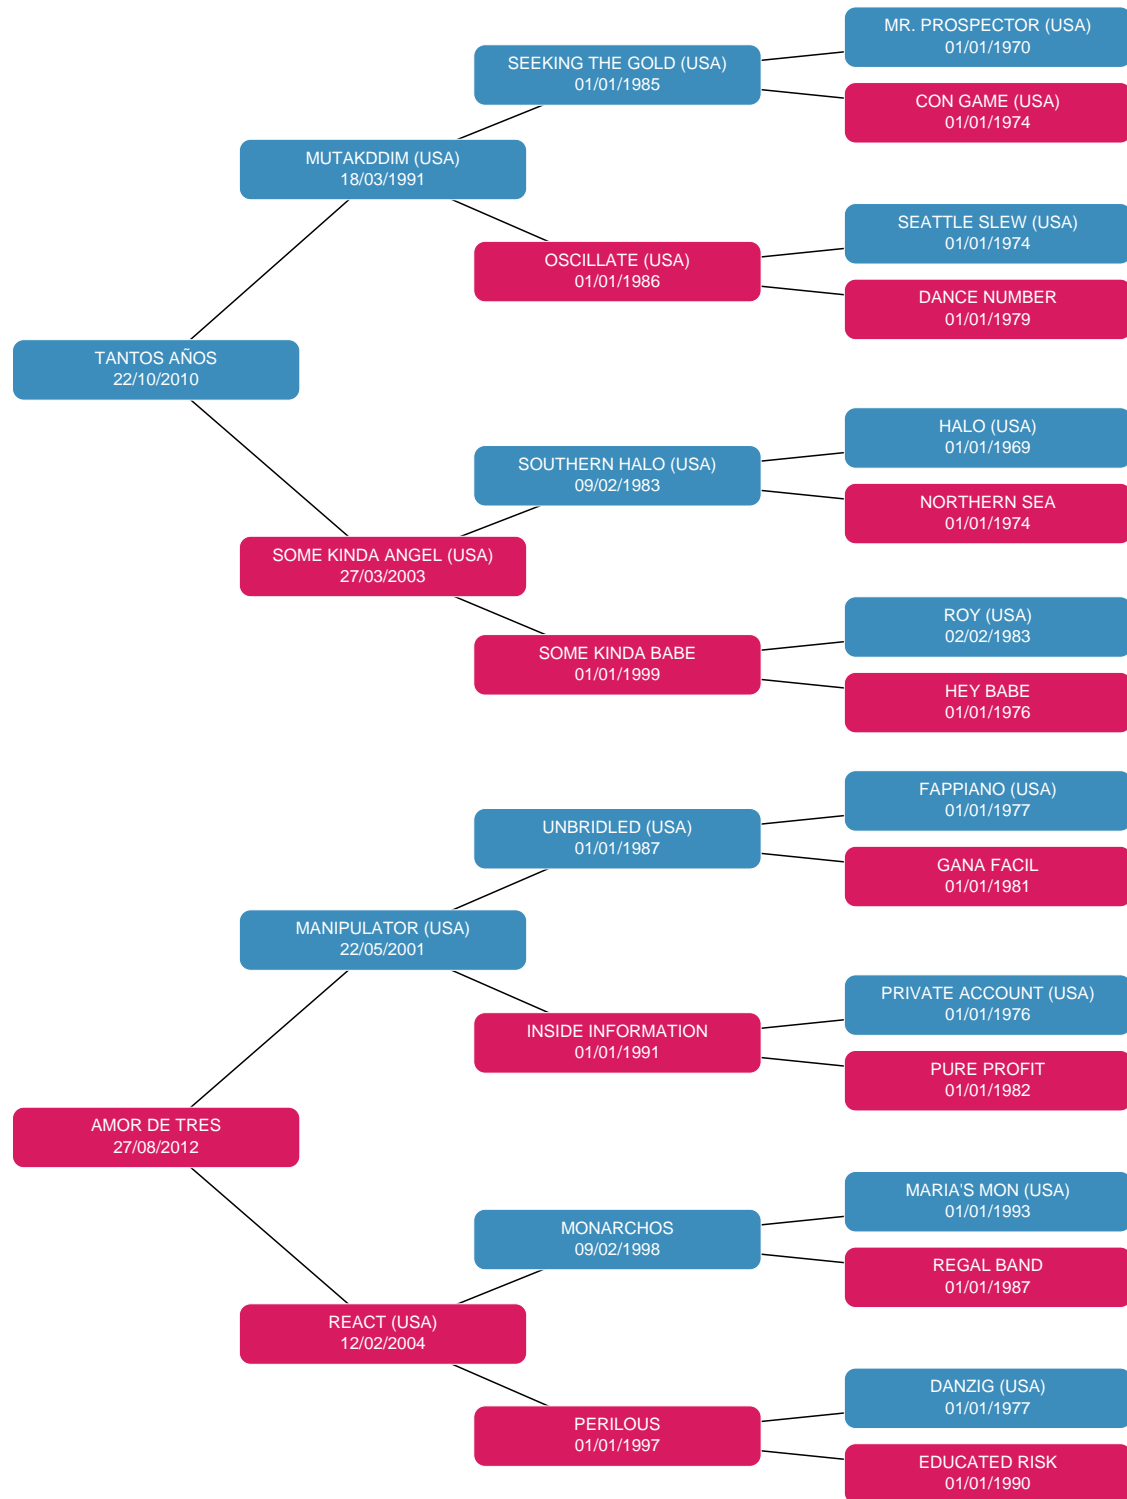 MR. PROSPECTOR (USA)
01/01/1970
SEEKING THE GOLD (USA)
01/01/1985
CON GAME (USA)
01/01/1974
MUTAKDDIM (USA)
18/03/1991
SEATTLE SLEW (USA)
01/01/1974
OSCILLATE (USA)
01/01/1986
DANCE NUMBER
01/01/1979
TANTOS AÑOS
22/10/2010
HALO (USA)
01/01/1969
SOUTHERN HALO (USA)
09/02/1983
NORTHERN SEA
01/01/1974
SOME KINDA ANGEL (USA)
27/03/2003
ROY (USA)
02/02/1983
SOME KINDA BABE
01/01/1999
HEY BABE
01/01/1976
FAPPIANO (USA)
01/01/1977
UNBRIDLED (USA)
01/01/1987
GANA FACIL
01/01/1981
MANIPULATOR (USA)
22/05/2001
PRIVATE ACCOUNT (USA)
01/01/1976
INSIDE INFORMATION
01/01/1991
PURE PROFIT
01/01/1982
AMOR DE TRES
27/08/2012
MARIA'S MON (USA)
01/01/1993
MONARCHOS
09/02/1998
REGAL BAND
01/01/1987
REACT (USA)
12/02/2004
DANZIG (USA)
01/01/1977
PERILOUS
01/01/1997
EDUCATED RISK
01/01/1990